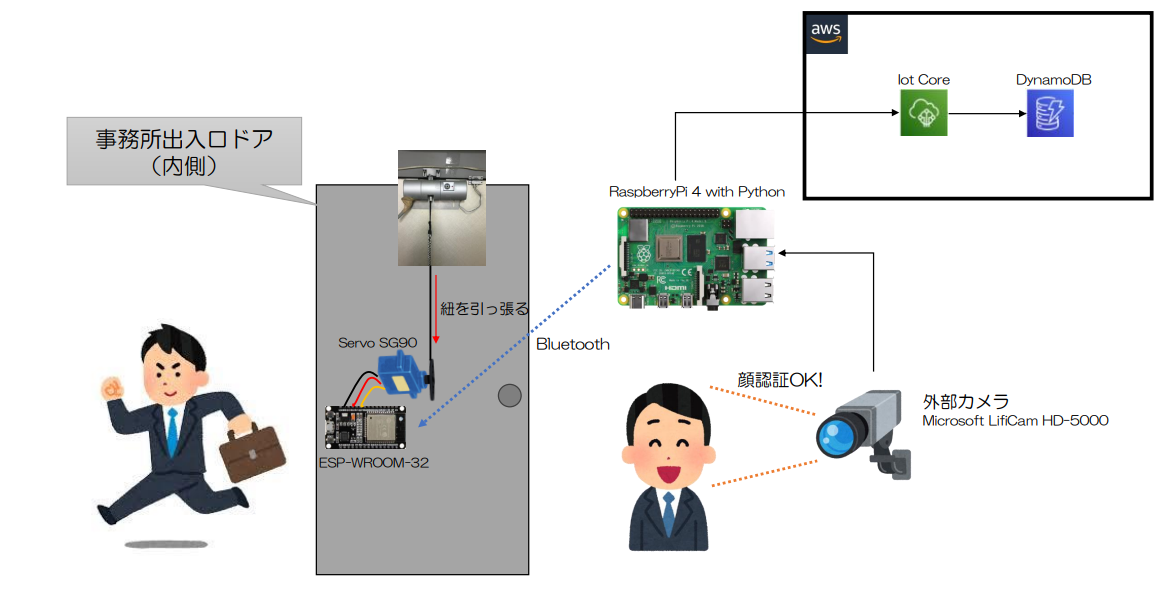 aws
Iot Core
DynamoDB
事務所出入口ドア
（内側）
RaspberryPi 4 with Python
HDMI
紐を引っ張る
Servo SG90
Bluetooth
顔認証OK!
外部カメラ
Microsoft LifiCam HD-5000
ESP-WROOM-32